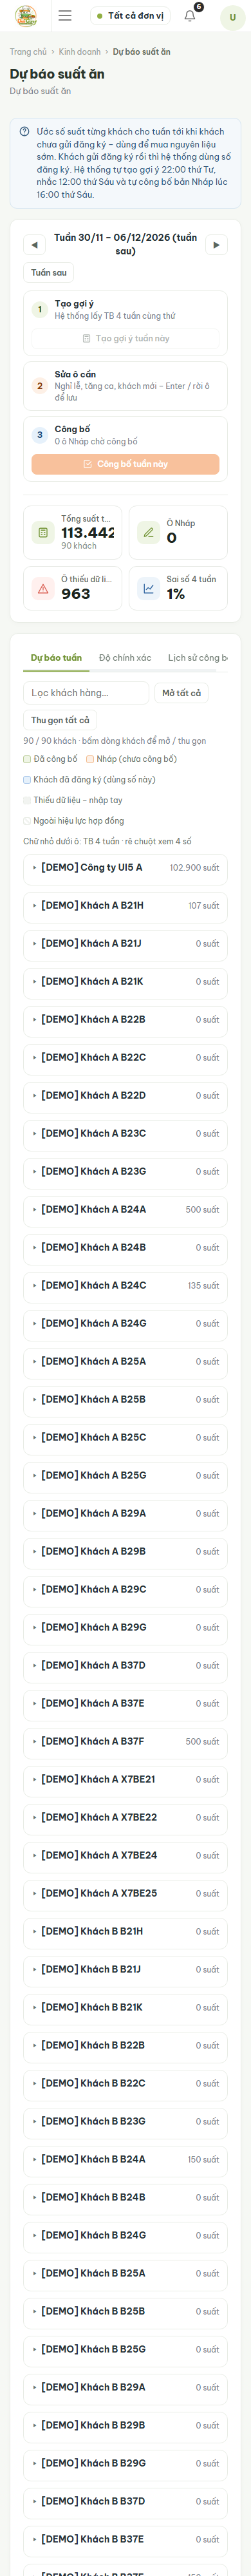 Tất cả đơn vị
6
U
Trang chủ › Kinh doanh › Dự báo suất ăn
Dự báo suất ăn
Dự báo suất ăn
Ước số suất từng khách cho tuần tới khi khách
chưa gửi đăng ký – dùng để mua nguyên liệu
sớm. Khách gửi đăng ký rồi thì hệ thống dùng số
đăng ký. Hệ thống tự tạo gợi ý 22:00 thứ Tư,
nhắc 12:00 thứ Sáu và tự công bố bản Nháp lúc
16:00 thứ Sáu.
◀
Tuần 30/11 – 06/12/2026 (tuần
sau)
▶
Tuần sau
1
Tạo gợi ý
Hệ thống lấy TB 4 tuần cùng thứ
Tạo gợi ý tuần này
2
Sửa ô cần
Nghỉ lễ, tăng ca, khách mới – Enter / rời ô
để lưu
3
Công bố
0 ô Nháp chờ công bố
Công bố tuần này
Tổng suất t...
113.442
90 khách
Ô Nháp
0
Ô thiếu dữ li...
963
Sai số 4 tuần
1%
Dự báo tuần
Độ chính xác
Lịch sử công b
Lọc khách hàng...
Mở tất cả
Thu gọn tất cả
90 / 90 khách · bấm dòng khách để mở / thu gọn
Đã công bố
Nháp (chưa công bố)
Khách đã đăng ký (dùng số này)
Thiếu dữ liệu – nhập tay
Ngoài hiệu lực hợp đồng
Chữ nhỏ dưới ô: TB 4 tuần · rê chuột xem 4 số
▸ [DEMO] Công ty UI5 A 102.900 suất
▸ [DEMO] Khách A B21H 107 suất
▸ [DEMO] Khách A B21J 0 suất
▸ [DEMO] Khách A B21K 0 suất
▸ [DEMO] Khách A B22B 0 suất
▸ [DEMO] Khách A B22C 0 suất
▸ [DEMO] Khách A B22D 0 suất
▸ [DEMO] Khách A B23C 0 suất
▸ [DEMO] Khách A B23G 0 suất
▸ [DEMO] Khách A B24A 500 suất
▸ [DEMO] Khách A B24B 0 suất
▸ [DEMO] Khách A B24C 135 suất
▸ [DEMO] Khách A B24G 0 suất
▸ [DEMO] Khách A B25A 0 suất
▸ [DEMO] Khách A B25B 0 suất
▸ [DEMO] Khách A B25C 0 suất
▸ [DEMO] Khách A B25G 0 suất
▸ [DEMO] Khách A B29A 0 suất
▸ [DEMO] Khách A B29B 0 suất
▸ [DEMO] Khách A B29C 0 suất
▸ [DEMO] Khách A B29G 0 suất
▸ [DEMO] Khách A B37D 0 suất
▸ [DEMO] Khách A B37E 0 suất
▸ [DEMO] Khách A B37F 500 suất
▸ [DEMO] Khách A X7BE21 0 suất
▸ [DEMO] Khách A X7BE22 0 suất
▸ [DEMO] Khách A X7BE24 0 suất
▸ [DEMO] Khách A X7BE25 0 suất
▸ [DEMO] Khách B B21H 0 suất
▸ [DEMO] Khách B B21J 0 suất
▸ [DEMO] Khách B B21K 0 suất
▸ [DEMO] Khách B B22B 0 suất
▸ [DEMO] Khách B B22C 0 suất
▸ [DEMO] Khách B B23G 0 suất
▸ [DEMO] Khách B B24A 150 suất
▸ [DEMO] Khách B B24B 0 suất
▸ [DEMO] Khách B B24G 0 suất
▸ [DEMO] Khách B B25A 0 suất
▸ [DEMO] Khách B B25B 0 suất
▸ [DEMO] Khách B B25G 0 suất
▸ [DEMO] Khách B B29A 0 suất
▸ [DEMO] Khách B B29B 0 suất
▸ [DEMO] Khách B B29G 0 suất
▸ [DEMO] Khách B B37D 0 suất
▸ [DEMO] Khách B B37E 0 suất